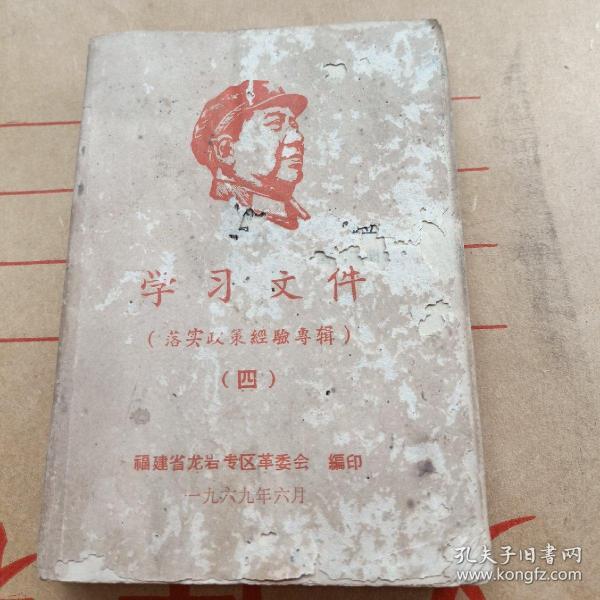 学习文件
（落实政策經驗專辑）
（四）
福建省龙岩专区革委会 編印
一九六九年六月
孔夫子旧書网
www.kongfz.com